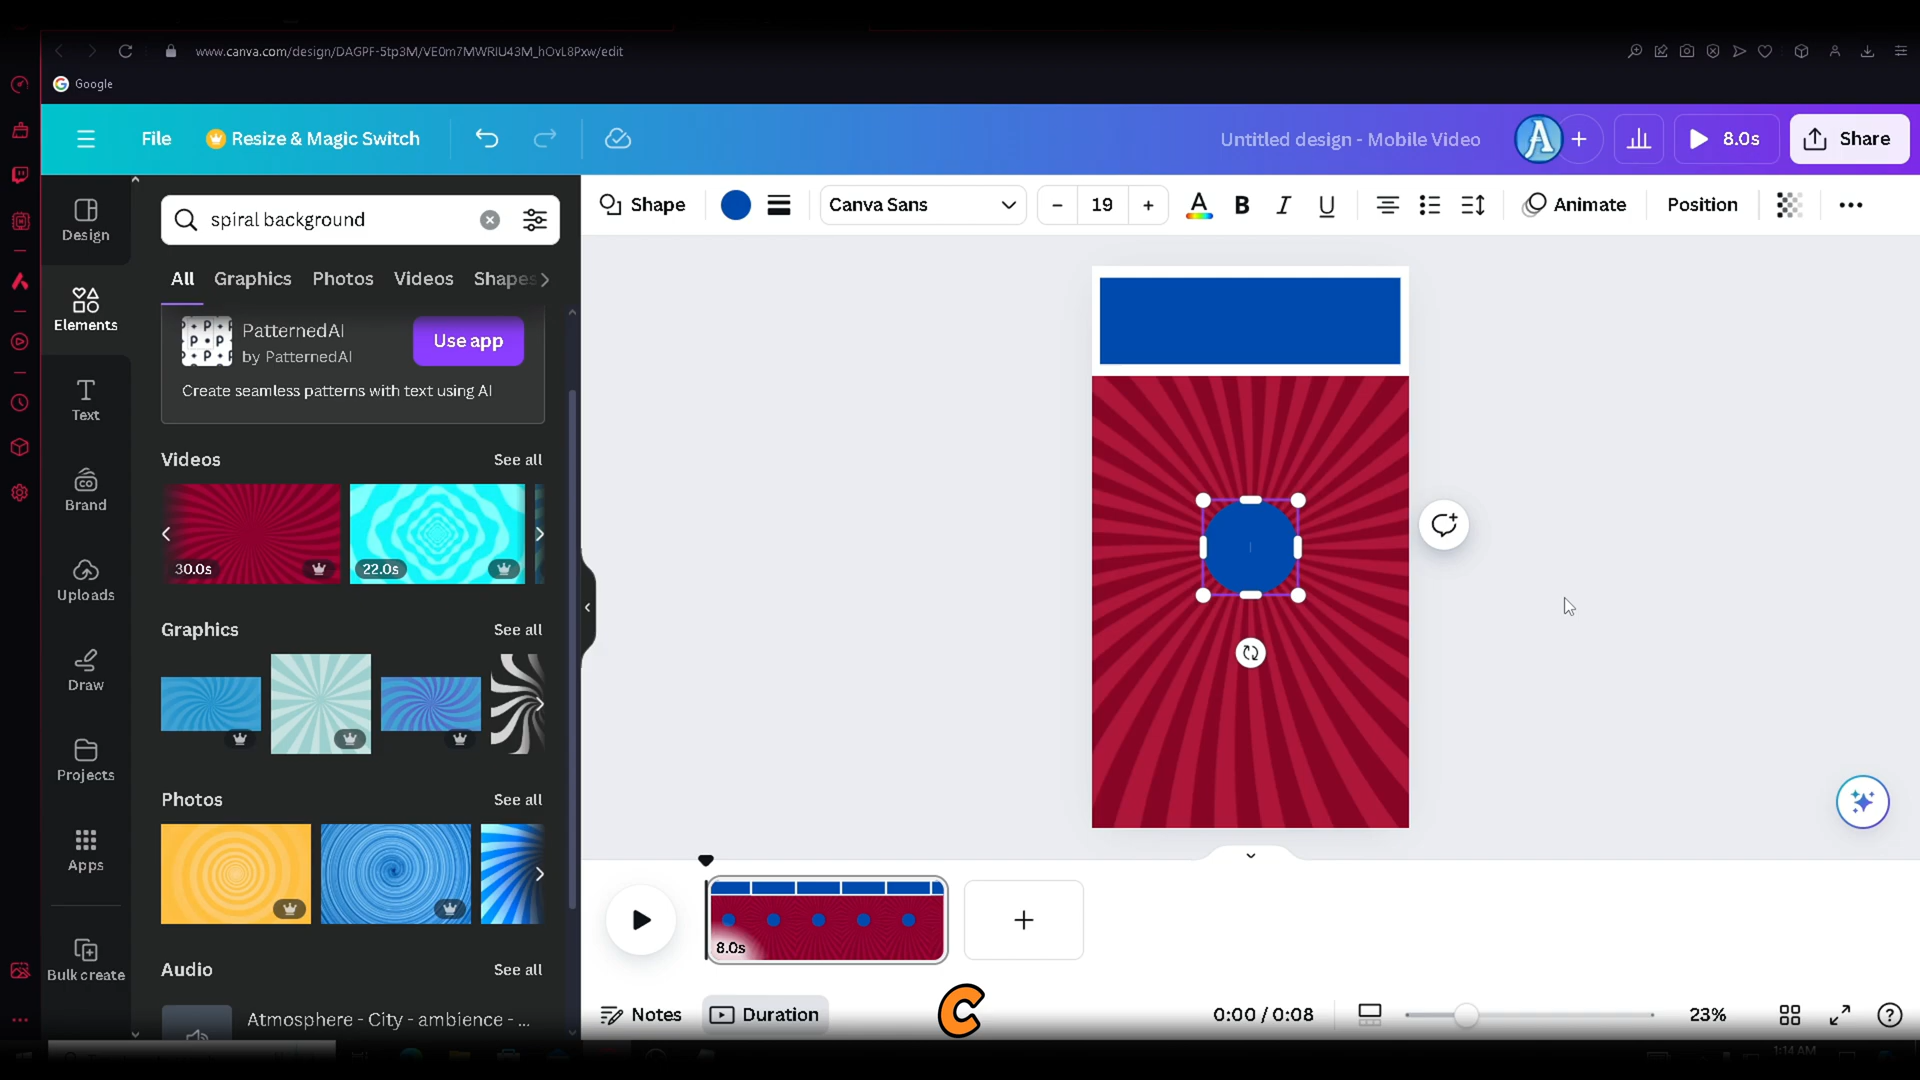 www.canva.com/design/DAGPF-5tp3M/VE0m7MWRIU43M_hOvL8Pxw/edit
Google
File
Resize & Magic Switch
Untitled design - Mobile Video
A
8.0s
Share
Design
Elements
Text
Brand
Uploads
Draw
Projects
Apps
Bulk create
spiral background
All
Graphics
Photos
Videos
Shapes
PatternedAI
by PatternedAI
Use app
Create seamless patterns with text using AI
Videos
See all
30.0s
22.0s
Graphics
See all
Photos
See all
Audio
See all
Atmosphere - City - ambience - ...
Shape
Canva Sans
19
A
B
I
U
Animate
Position
8.0s
Notes
Duration
C
0:00 / 0:08
23%
1:14 AM